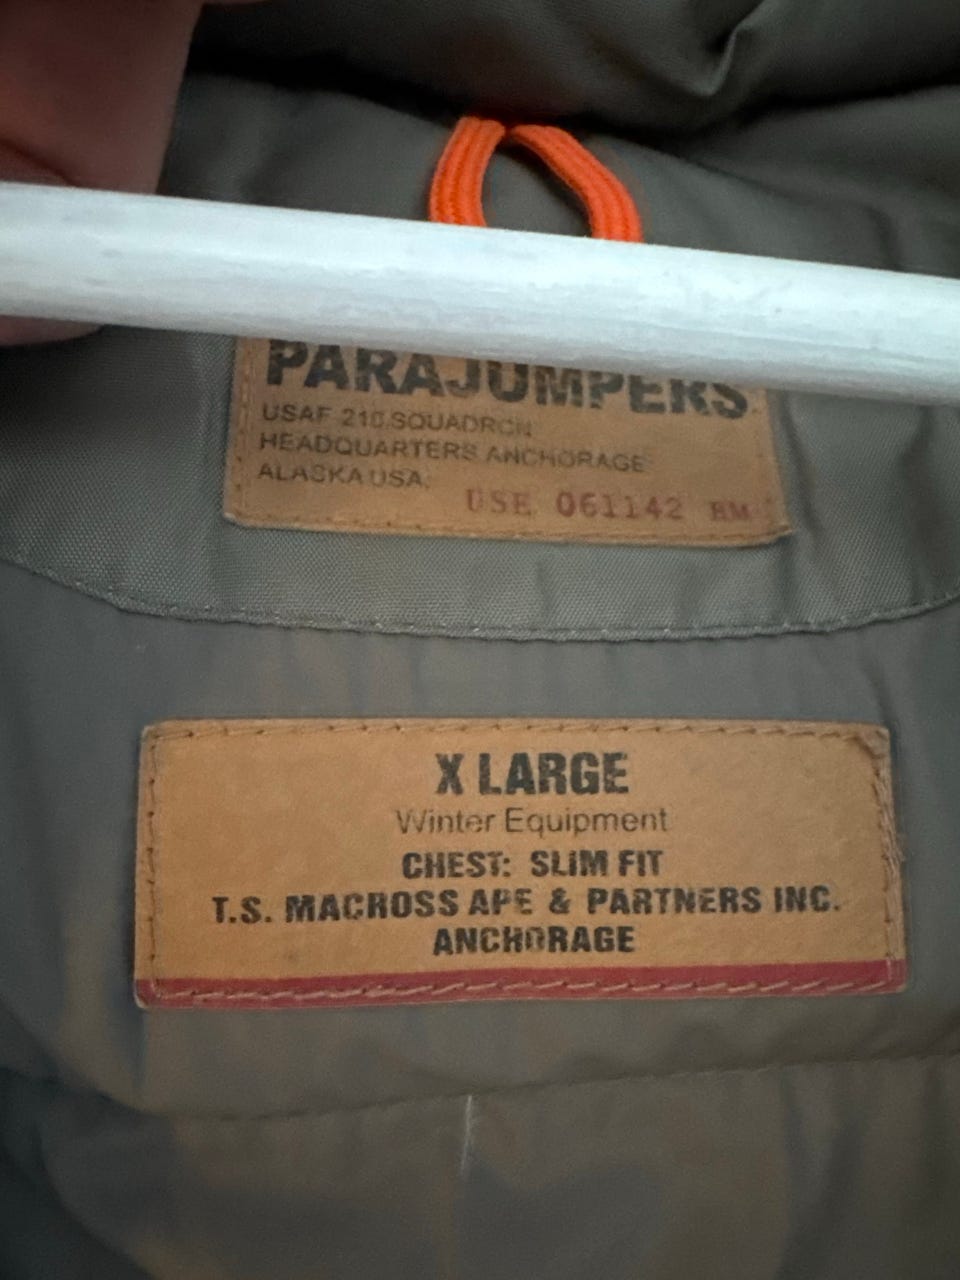 PARAJUMPERS
USAF 210.SQUADRON
HEADQUARTERS ANCHORAGE
ALASKA USA.
USE 061142 HM
X LARGE
Winter Equipment
CHEST: SLIM FIT
T.S. MACROSS APE & PARTNERS INC.
ANCHORAGE